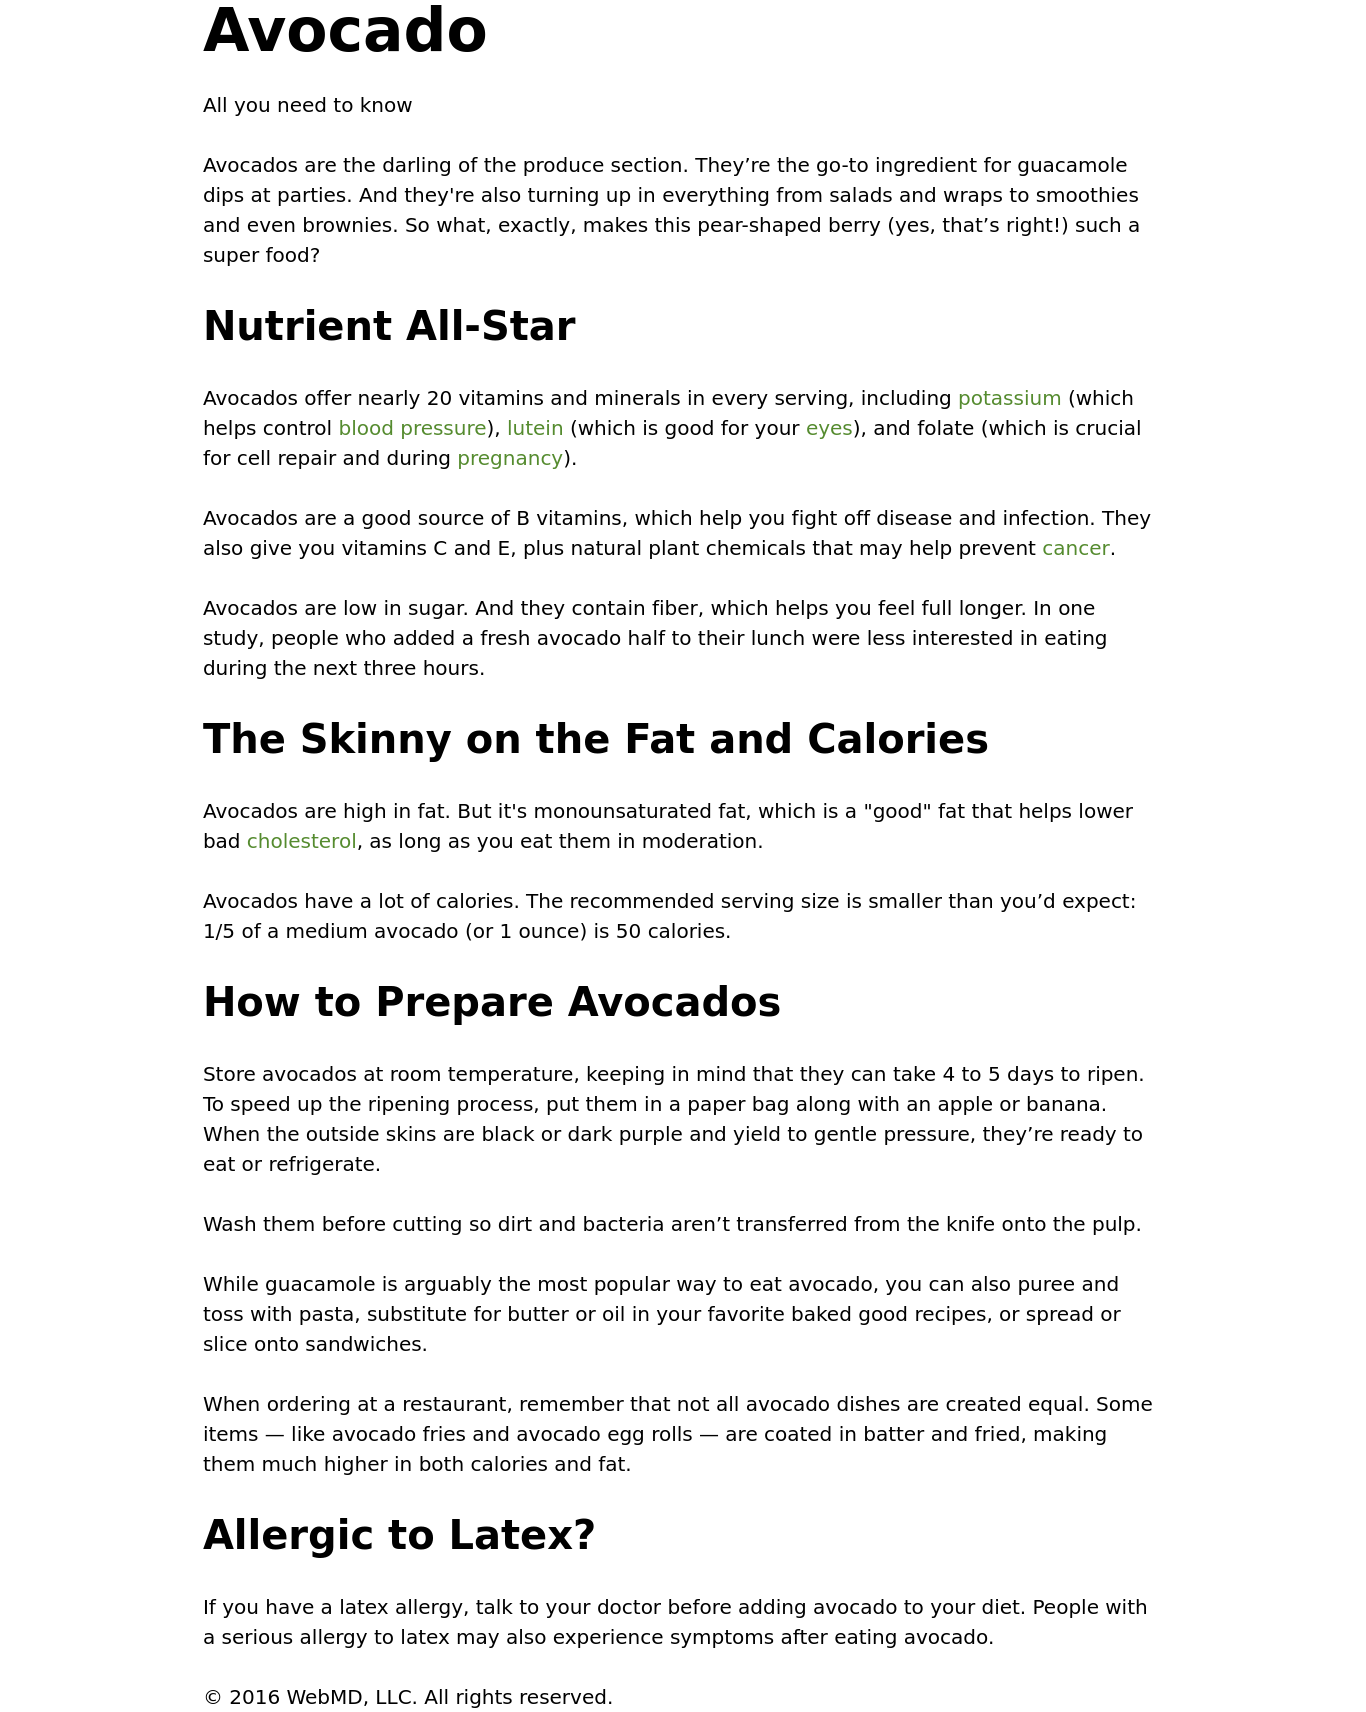 Avocado
All you need to know
Avocados are the darling of the produce section. They’re the go-to ingredient for guacamole
dips at parties. And they're also turning up in everything from salads and wraps to smoothies
and even brownies. So what, exactly, makes this pear-shaped berry (yes, that’s right!) such a
super food?
Nutrient All-Star
Avocados offer nearly 20 vitamins and minerals in every serving, including potassium (which
helps control blood pressure), lutein (which is good for your eyes), and folate (which is crucial
for cell repair and during pregnancy).
Avocados are a good source of B vitamins, which help you fight off disease and infection. They
also give you vitamins C and E, plus natural plant chemicals that may help prevent cancer.
Avocados are low in sugar. And they contain fiber, which helps you feel full longer. In one
study, people who added a fresh avocado half to their lunch were less interested in eating
during the next three hours.
The Skinny on the Fat and Calories
Avocados are high in fat. But it's monounsaturated fat, which is a "good" fat that helps lower
bad cholesterol, as long as you eat them in moderation.
Avocados have a lot of calories. The recommended serving size is smaller than you’d expect:
1/5 of a medium avocado (or 1 ounce) is 50 calories.
How to Prepare Avocados
Store avocados at room temperature, keeping in mind that they can take 4 to 5 days to ripen.
To speed up the ripening process, put them in a paper bag along with an apple or banana.
When the outside skins are black or dark purple and yield to gentle pressure, they’re ready to
eat or refrigerate.
Wash them before cutting so dirt and bacteria aren’t transferred from the knife onto the pulp.
While guacamole is arguably the most popular way to eat avocado, you can also puree and
toss with pasta, substitute for butter or oil in your favorite baked good recipes, or spread or
slice onto sandwiches.
When ordering at a restaurant, remember that not all avocado dishes are created equal. Some
items — like avocado fries and avocado egg rolls — are coated in batter and fried, making
them much higher in both calories and fat.
Allergic to Latex?
If you have a latex allergy, talk to your doctor before adding avocado to your diet. People with
a serious allergy to latex may also experience symptoms after eating avocado.
© 2016 WebMD, LLC. All rights reserved.